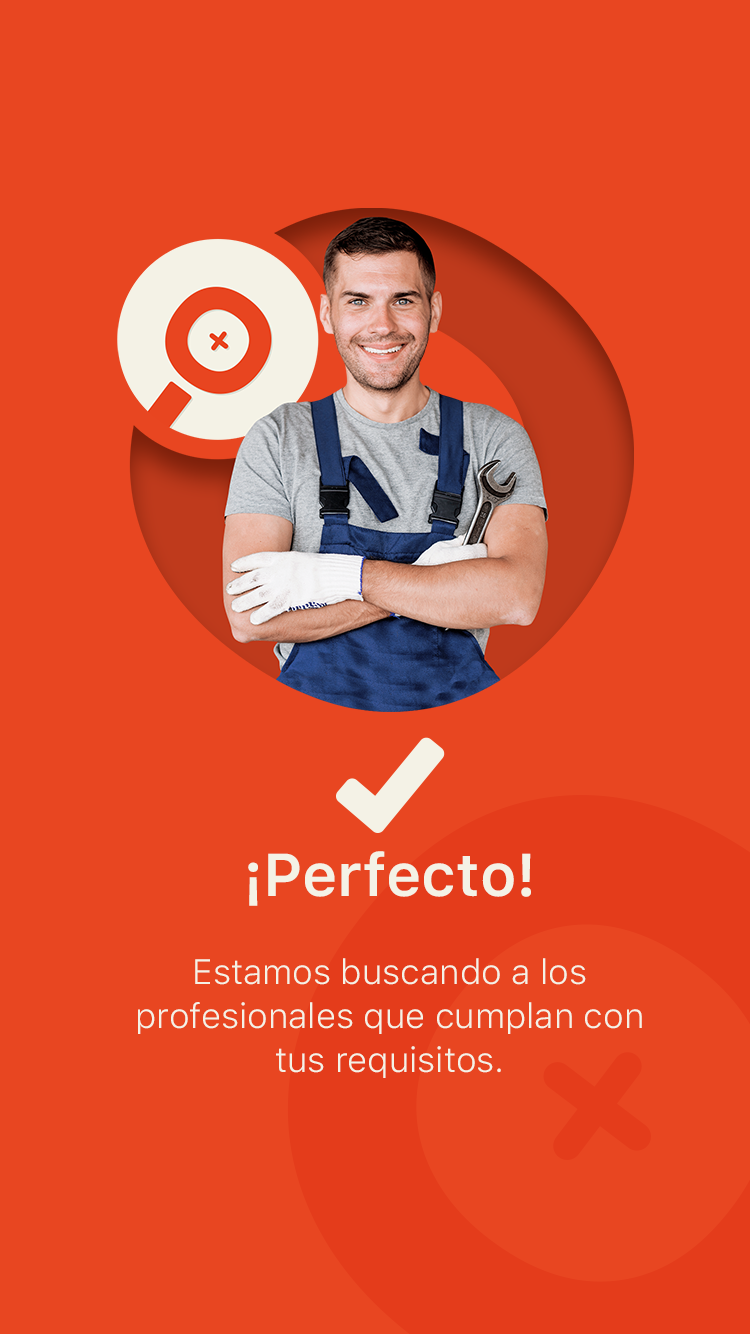 ¡Perfecto!
Estamos buscando a los
profesionales que cumplan con
tus requisitos.